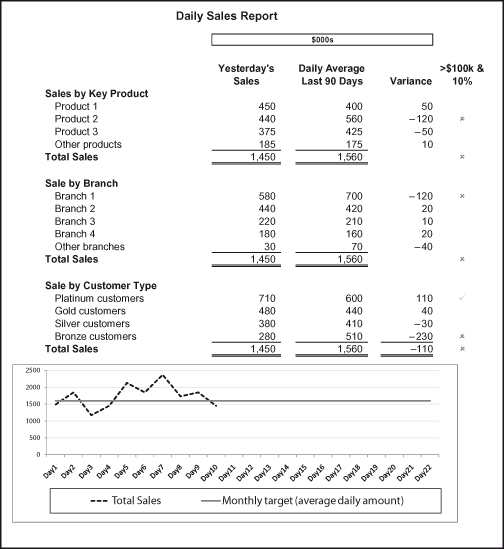 Daily Sales Report
$000s
Yesterday's Sales Daily Average Last 90 Days Variance >$100k & 10%
Sales by Key Product
Product 1 450 400 50
Product 2 440 560 –120 ×
Product 3 375 425 –50
Other products 185 175 10
Total Sales 1,450 1,560 ×
Sale by Branch
Branch 1 580 700 –120 ×
Branch 2 440 420 20
Branch 3 220 210 10
Branch 4 180 160 20
Other branches 30 70 –40
Total Sales 1,450 1,560 ×
Sale by Customer Type
Platinum customers 710 600 110 ✓
Gold customers 480 440 40
Silver customers 380 410 –30
Bronze customers 280 510 –230 ×
Total Sales 1,450 1,560 –110 ×
2500
2000
1500
1000
500
0
Day1 Day2 Day3 Day4 Day5 Day6 Day7 Day8 Day9 Day10 Day11 Day12 Day13 Day14 Day15 Day16 Day17 Day18 Day19 Day20 Day21 Day22
Total Sales Monthly target (average daily amount)